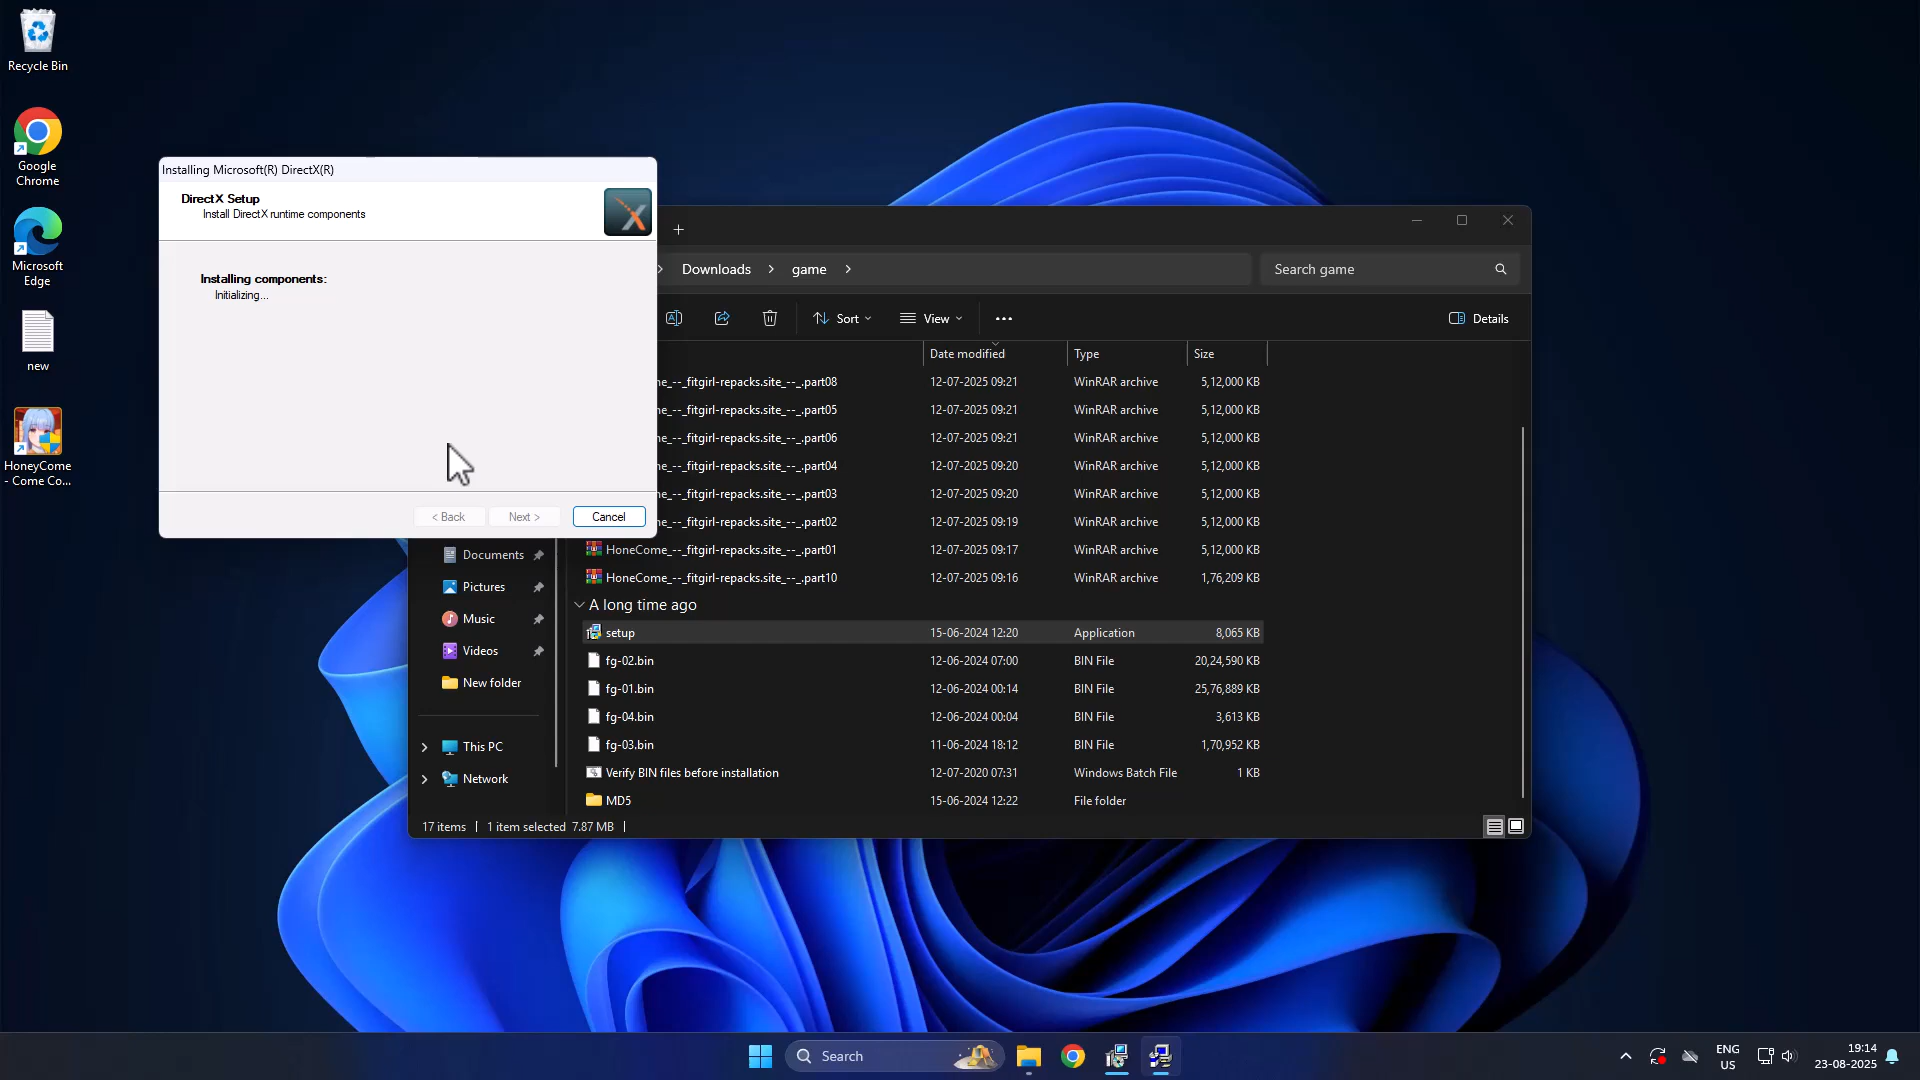 Recycle Bin
Google
Chrome
Microsoft
Edge
new
HoneyCome
- Come Co...
Installing Microsoft(R) DirectX(R)
DirectX Setup
Install DirectX runtime components
Installing components:
Initializing...
< Back
Next >
Cancel
Downloads > game >
Search game
Sort
View
Details
Date modified
Type
Size
me_--_fitgirl-repacks.site_--_.part08 12-07-2025 09:21 WinRAR archive 5,12,000 KB
me_--_fitgirl-repacks.site_--_.part05 12-07-2025 09:21 WinRAR archive 5,12,000 KB
me_--_fitgirl-repacks.site_--_.part06 12-07-2025 09:21 WinRAR archive 5,12,000 KB
me_--_fitgirl-repacks.site_--_.part04 12-07-2025 09:20 WinRAR archive 5,12,000 KB
me_--_fitgirl-repacks.site_--_.part03 12-07-2025 09:20 WinRAR archive 5,12,000 KB
me_--_fitgirl-repacks.site_--_.part02 12-07-2025 09:19 WinRAR archive 5,12,000 KB
HoneCome_--_fitgirl-repacks.site_--_.part01 12-07-2025 09:17 WinRAR archive 5,12,000 KB
HoneCome_--_fitgirl-repacks.site_--_.part10 12-07-2025 09:16 WinRAR archive 1,76,209 KB
A long time ago
setup 15-06-2024 12:20 Application 8,065 KB
fg-02.bin 12-06-2024 07:00 BIN File 20,24,590 KB
fg-01.bin 12-06-2024 00:14 BIN File 25,76,889 KB
fg-04.bin 12-06-2024 00:04 BIN File 3,613 KB
fg-03.bin 11-06-2024 18:12 BIN File 1,70,952 KB
Verify BIN files before installation 12-07-2020 07:31 Windows Batch File 1 KB
MD5 15-06-2024 12:22 File folder
Documents
Pictures
Music
Videos
New folder
This PC
Network
17 items
1 item selected 7.87 MB
Search
ENG
US
19:14
23-08-2025